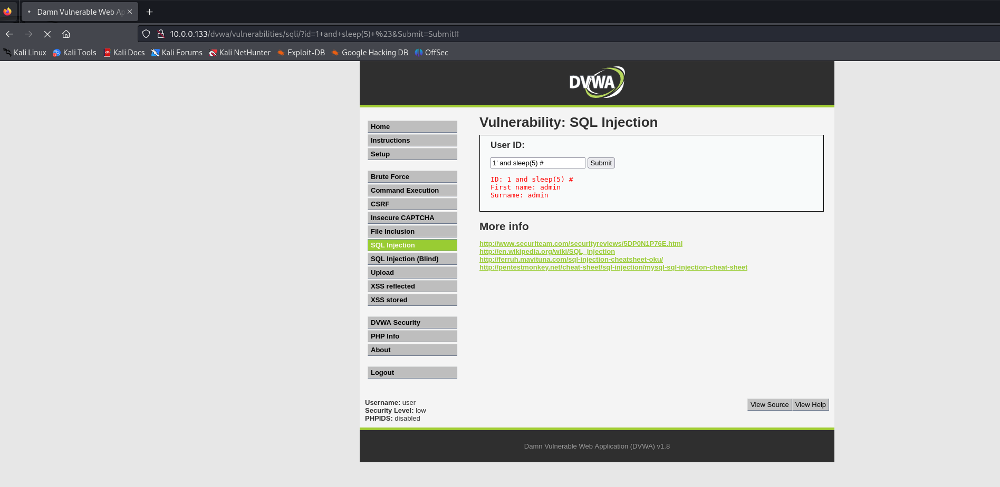 Damn Vulnerable Web Ap
10.0.0.133/dvwa/vulnerabilities/sqli/?id=1+and+sleep(5)+%23&Submit=Submit#
Kali Linux Kali Tools Kali Docs Kali Forums Kali NetHunter Exploit-DB Google Hacking DB OffSec
DVWA
Home
Instructions
Setup
Brute Force
Command Execution
CSRF
Insecure CAPTCHA
File Inclusion
SQL Injection
SQL Injection (Blind)
Upload
XSS reflected
XSS stored
DVWA Security
PHP Info
About
Logout
Vulnerability: SQL Injection
User ID:
1' and sleep(5) # Submit
ID: 1 and sleep(5) #
First name: admin
Surname: admin
More info
http://www.securiteam.com/securityreviews/5DP0N1P76E.html
http://en.wikipedia.org/wiki/SQL_injection
http://ferruh.mavituna.com/sql-injection-cheatsheet-oku/
http://pentestmonkey.net/cheat-sheet/sql-injection/mysql-sql-injection-cheat-sheet
Username: user
Security Level: low
PHPIDS: disabled
View Source View Help
Damn Vulnerable Web Application (DVWA) v1.8